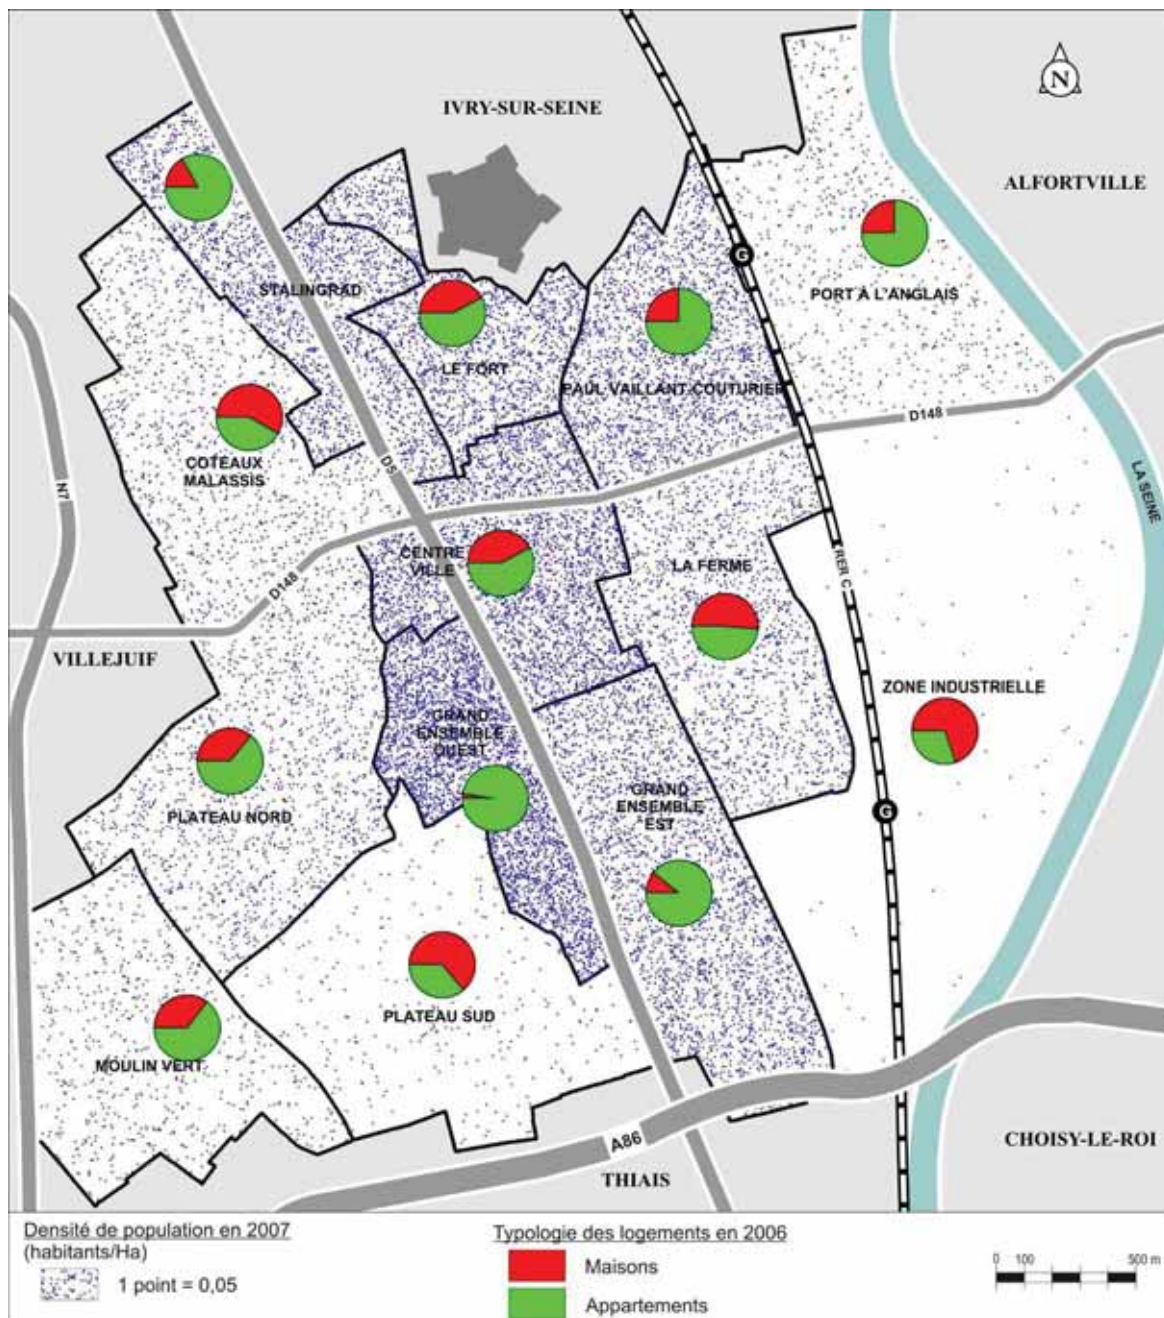 IVRY-SUR-SEINE
N
ALFORTVILLE
PORT À L'ANGLAIS
STALINGRAD
LE FORT
PAUL VAILLANT-COUTURIER
G
D148
COTEAUX
MALASSIS
D5
N7
LA SEINE
CENTRE
VILLE
LA FERME
RER C
D148
VILLEJUIF
ZONE INDUSTRIELLE
GRAND
ENSEMBLE
OUEST
GRAND
ENSEMBLE
EST
G
PLATEAU NORD
PLATEAU SUD
MOULIN VERT
A86
CHOISY-LE-ROI
THIAIS
Densité de population en 2007
(habitants/Ha)
1 point = 0,05
Typologie des logements en 2006
Maisons
Appartements
0 100 500 m